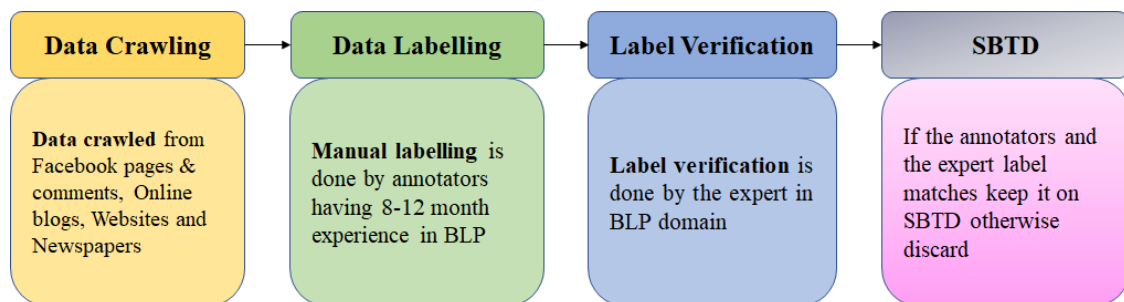 Data Crawling
Data crawled from
Facebook pages &
comments, Online
blogs, Websites and
Newspapers
Data Labelling
Manual labelling is
done by annotators
having 8-12 month
experience in BLP
Label Verification
Label verification is
done by the expert in
BLP domain
SBTD
If the annotators and
the expert label
matches keep it on
SBTD otherwise
discard